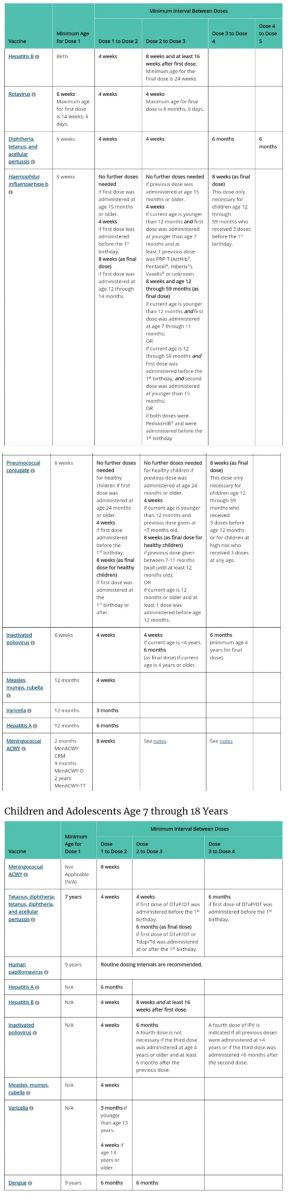 Vaccine
Minimum Age
for Dose 1
Minimum Interval Between Doses
Dose 1 to Dose 2
Dose 2 to Dose 3
Dose 3 to Dose
4
Dose 4
to Dose
5
Hepatitis B
Birth
4 weeks
8 weeks and at least 16
weeks after first dose.
Minimum age for the
final dose is 24 weeks.
Rotavirus
6 weeks
Maximum age
for first dose
is 14 weeks, 6
days.
4 weeks
4 weeks
Maximum age for final
dose is 8 months, 0 days.
Diphtheria,
tetanus, and
acellular
pertussis
6 weeks
4 weeks
4 weeks
6 months
6
months
Haemophilus
influenzae type b
6 weeks
No further doses
needed
if first dose was
administered at
age 15 months
or older.
4 weeks
if first dose was
administered
before the 1st
birthday.
8 weeks (as final
dose)
if first dose was
administered at
age 12 through
14 months.
No further doses needed
if previous dose was
administered at age 15
months or older.
4 weeks
if current age is younger
than 12 months and first
dose was administered
at younger than age 7
months and at
least 1 previous dose
was PRP-T (ActHib®,
Pentacel®, Hiberix®),
Vaxelis® or unknown
8 weeks and age 12
through 59 months (as
final dose)
if current age is younger
than 12 months and first
dose was administered
at age 7 through 11
months;
OR
if current age is 12
through 59 months and
first dose was
administered before the
1st birthday, and second
dose was administered
at younger than 15
months;
OR
if both doses were
PedvaxHIB® and were
administered before the
1st birthday
8 weeks (as final
dose)
This dose only
necessary for
children age 12
through
59 months who
received 3 doses
before the 1st
birthday.
Pneumococcal
conjugate
6 weeks
No further doses
needed
for healthy
children if first
dose was
administered at
age 24 months
or older.
4 weeks
if first dose
administered
before the
1st birthday.
8 weeks (as final
dose for healthy
children)
if first dose was
administered at
the
1st birthday or
after.
No further doses needed
for healthy children if
previous dose was
administered at age 24
months or older.
4 weeks
if current age is younger
than 12 months and
previous dose given at
<7 months old.
8 weeks (as final dose for
healthy children)
if previous dose given
between 7-11 months
(wait until at least 12
months old);
OR
if current age is 12
months or older and at
least 1 dose was
administered before age
12 months.
8 weeks (as final
dose)
This dose only
necessary for
children age 12
through 59
months who
received
3 doses before
age 12 months
or for children at
high risk who
received 3 doses
at any age.
Inactivated
poliovirus
6 weeks
4 weeks
4 weeks
if current age is <4 years.
6 months
(as final dose) if current
age is 4 years or older.
6 months
(minimum age 4
years for final
dose).
Measles,
mumps, rubella
12 months
4 weeks
Varicella
12 months
3 months
Hepatitis A
12 months
6 months
Meningococcal
ACWY
2 months
MenACWY-
CRM
9 months
MenACWY-D
2 years
MenACWY-TT
8 weeks
See notes
See notes
Children and Adolescents Age 7 through 18 Years
Vaccine
Minimum
Age for
Dose 1
Minimum Interval Between Doses
Dose
1 to Dose 2
Dose
2 to Dose 3
Dose
3 to Dose 4
Meningococcal
ACWY
Not
Applicable
(N/A)
8 weeks
Tetanus, diphtheria;
tetanus, diphtheria,
and acellular
pertussis
7 years
4 weeks
4 weeks
if first dose of DTaP/DT was
administered before the 1st
birthday.
6 months (as final dose)
if first dose of DTaP/DT or
Tdap/Td was administered
at or after the 1st birthday.
6 months
if first dose of DTaP/DT was
administered before the 1st
birthday.
Human
papillomavirus
9 years
Routine dosing intervals are recommended.
Hepatitis A
N/A
6 months
Hepatitis B
N/A
4 weeks
8 weeks and at least 16
weeks after first dose.
Inactivated
poliovirus
N/A
4 weeks
6 months
A fourth dose is not
necessary if the third dose
was administered at age 4
years or older and at least
6 months after the
previous dose.
A fourth dose of IPV is
indicated if all previous
doses were administered at <4
years or if the third dose was
administered <6 months after
the second dose.
Measles, mumps,
rubella
N/A
4 weeks
Varicella
N/A
3 months if
younger
than age 13
years.
4 weeks if
age 13
years or
older.
Dengue
9 years
6 months
6 months